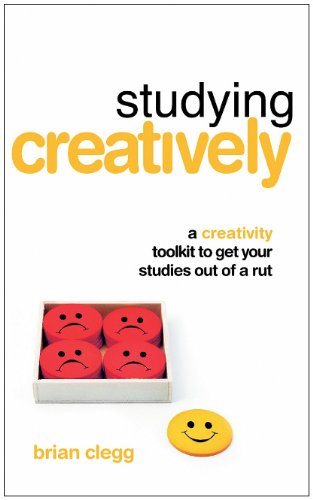 studying
creatively
a creativity
toolkit to get your
studies out of a rut
brian clegg